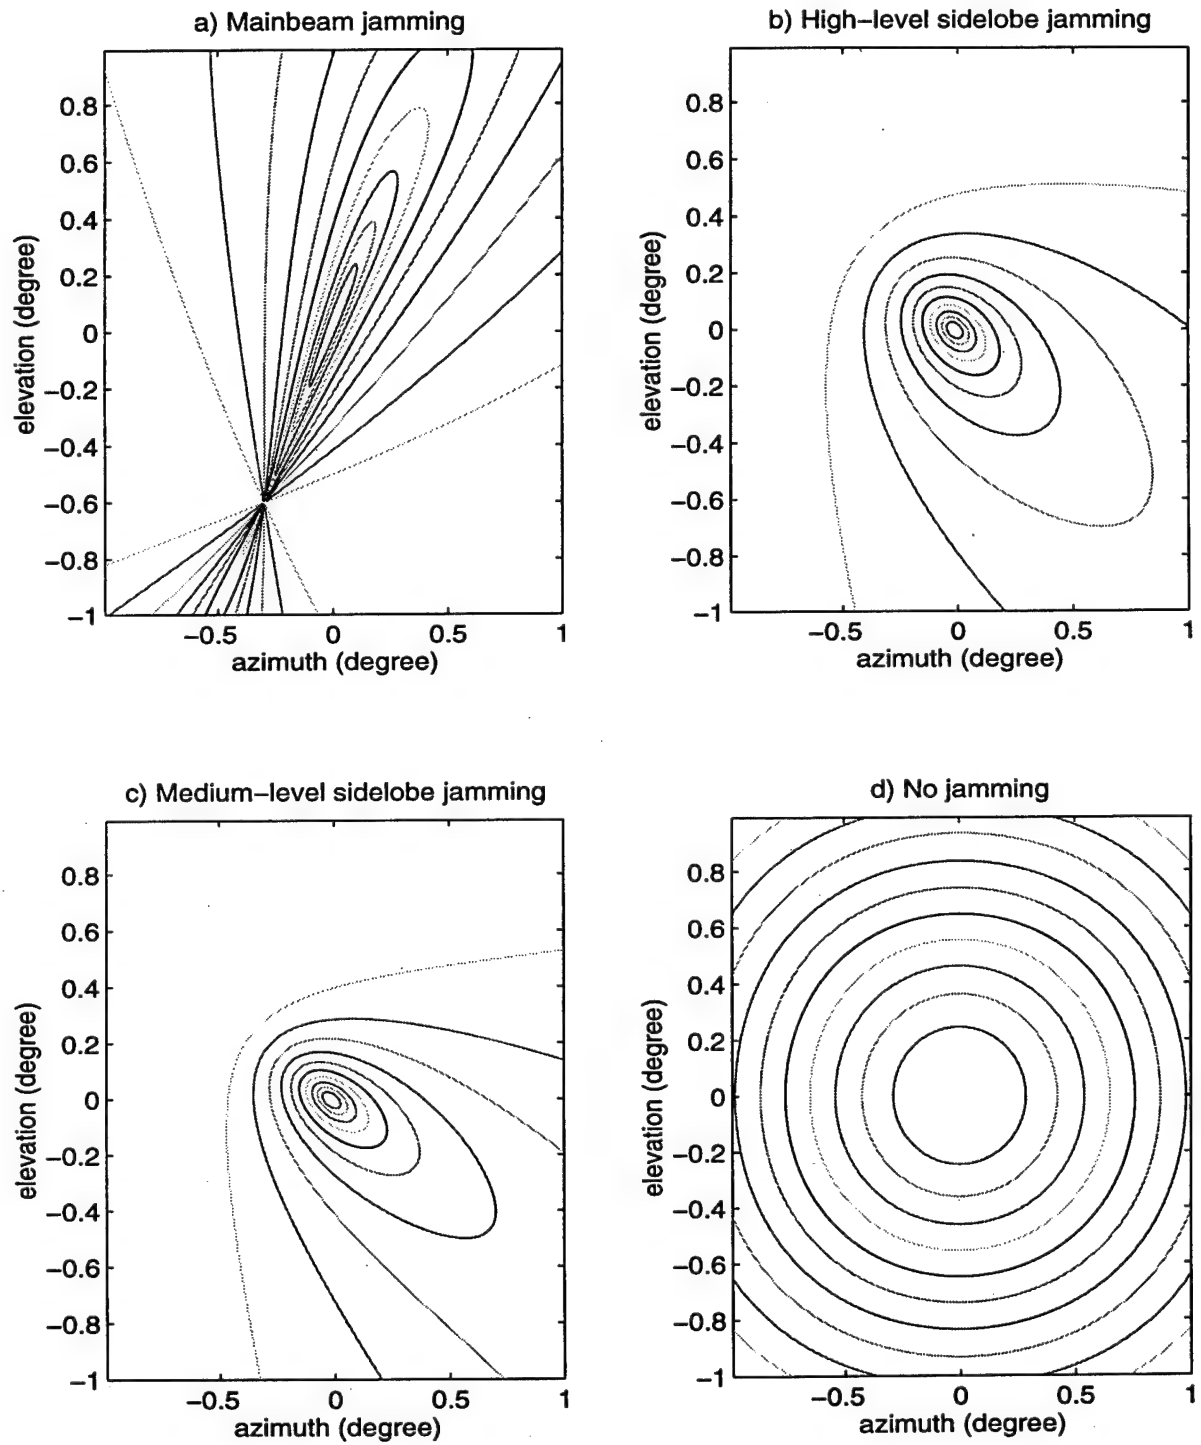 a) Mainbeam jamming
0.8
0.6
0.4
0.2
0
−0.2
−0.4
−0.6
−0.8
−1
elevation (degree)
−0.5 0 0.5 1
azimuth (degree)
b) High−level sidelobe jamming
0.8
0.6
0.4
0.2
0
−0.2
−0.4
−0.6
−0.8
−1
elevation (degree)
−0.5 0 0.5 1
azimuth (degree)
c) Medium−level sidelobe jamming
0.8
0.6
0.4
0.2
0
−0.2
−0.4
−0.6
−0.8
−1
elevation (degree)
−0.5 0 0.5 1
azimuth (degree)
d) No jamming
0.8
0.6
0.4
0.2
0
−0.2
−0.4
−0.6
−0.8
−1
elevation (degree)
−0.5 0 0.5 1
azimuth (degree)